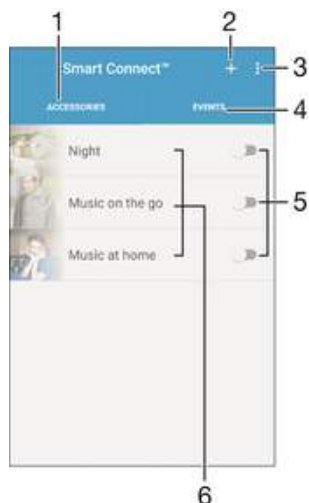 1
2
Smart Connect™
3
ACCESSORIES
EVENTS
4
Night
Music on the go
5
Music at home
6